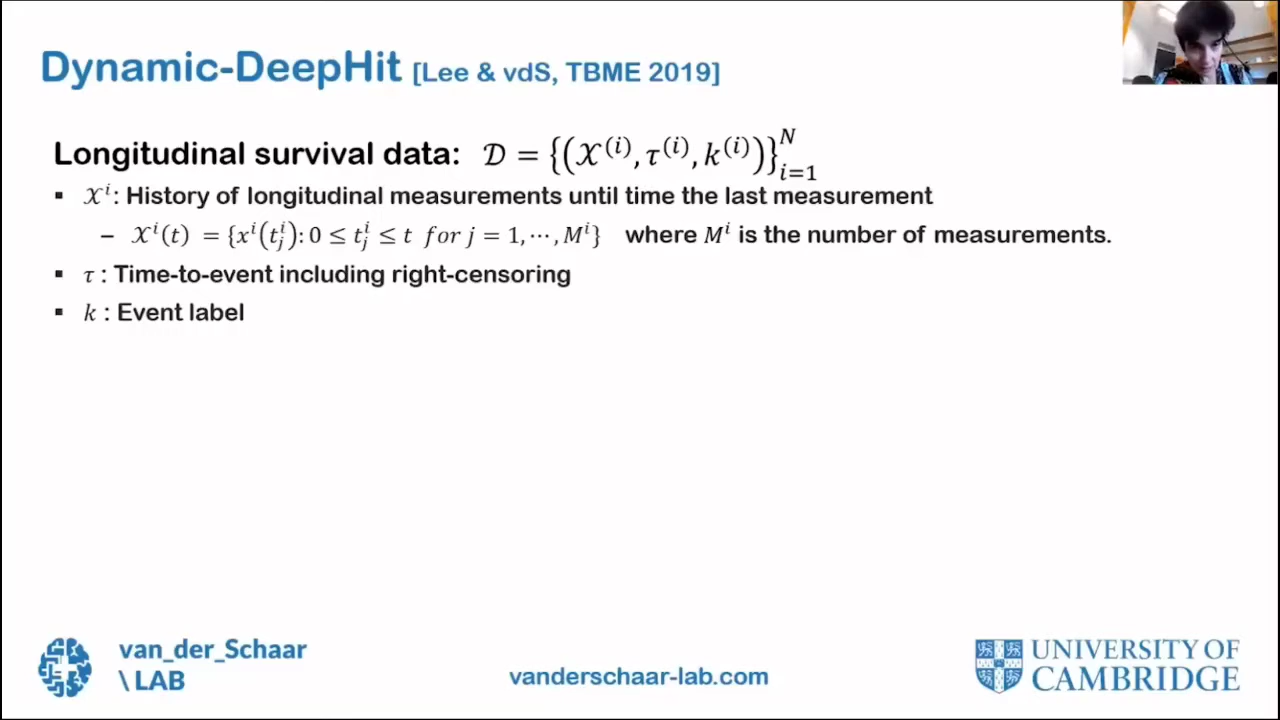 Dynamic-DeepHit [Lee & vdS, TBME 2019]
Longitudinal survival data: 𝒟 = {(𝒳⁽ⁱ⁾, τ⁽ⁱ⁾, k⁽ⁱ⁾)}ᴺᵢ₌₁
▪ 𝒳ⁱ: History of longitudinal measurements until time the last measurement
– 𝒳ⁱ(t) = {xⁱ(tⱼⁱ): 0 ≤ tⱼⁱ ≤ t for j = 1, ⋯, Mⁱ} where Mⁱ is the number of measurements.
▪ τ : Time-to-event including right-censoring
▪ k : Event label
van_der_Schaar
\LAB
vanderschaar-lab.com
UNIVERSITY OF
CAMBRIDGE